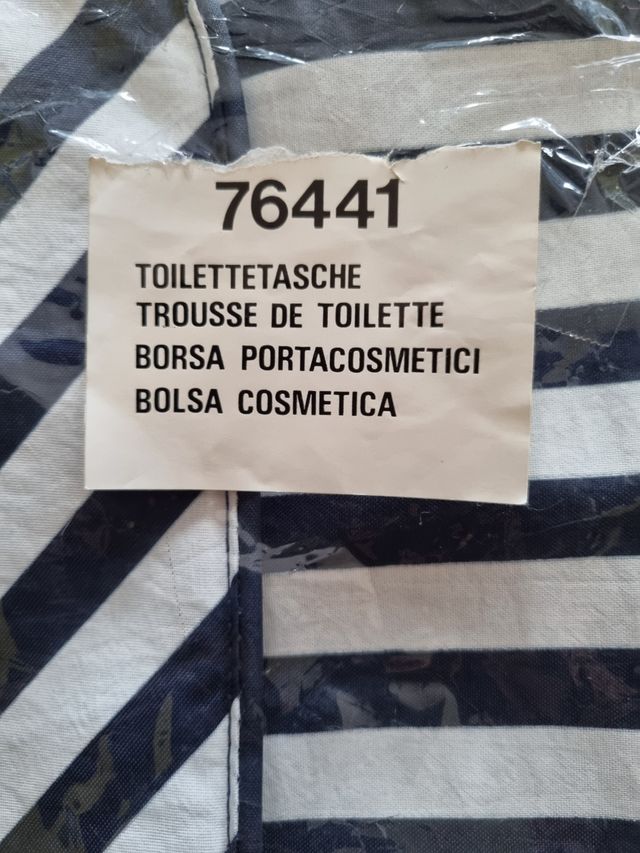 76441
TOILETTETASCHE
TROUSSE DE TOILETTE
BORSA PORTACOSMETICI
BOLSA COSMETICA